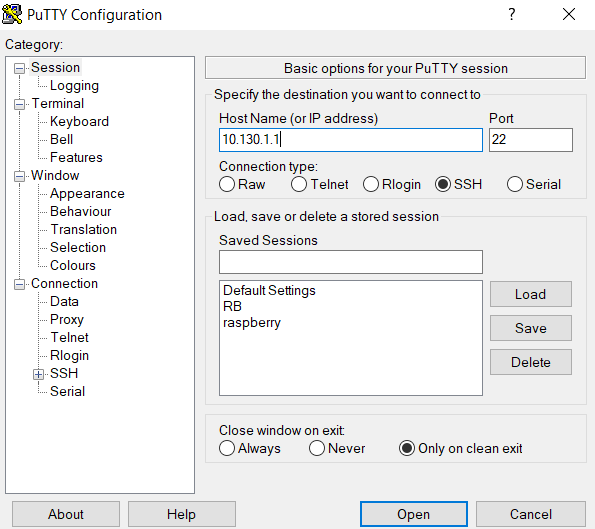 PuTTY Configuration
Category:
Session
Logging
Terminal
Keyboard
Bell
Features
Window
Appearance
Behaviour
Translation
Selection
Colours
Connection
Data
Proxy
Telnet
Rlogin
SSH
Serial
Basic options for your PuTTY session
Specify the destination you want to connect to
Host Name (or IP address) Port
10.130.1.1 22
Connection type:
Raw Telnet Rlogin SSH Serial
Load, save or delete a stored session
Saved Sessions
Default Settings
RB
raspberry
Load
Save
Delete
Close window on exit:
Always Never Only on clean exit
About Help Open Cancel